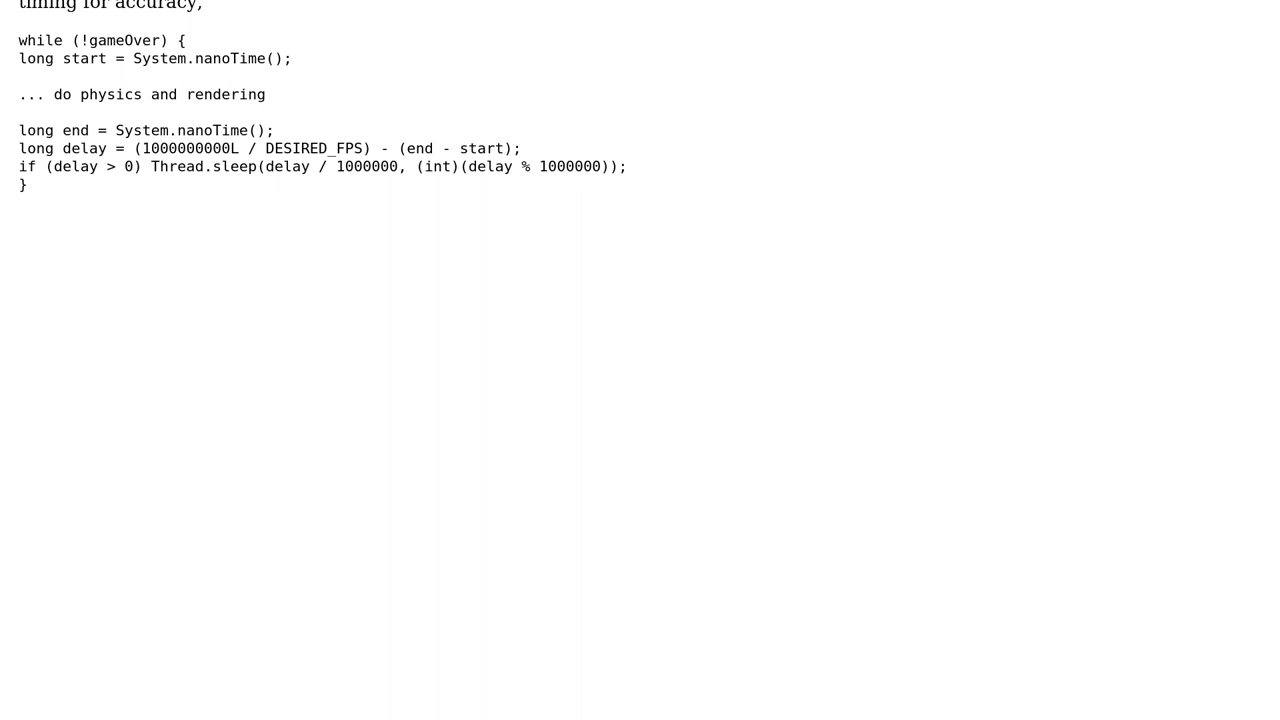 timing for accuracy,
while (!gameOver) {
long start = System.nanoTime();
... do physics and rendering
long end = System.nanoTime();
long delay = (1000000000L / DESIRED_FPS) - (end - start);
if (delay > 0) Thread.sleep(delay / 1000000, (int)(delay % 1000000));
}